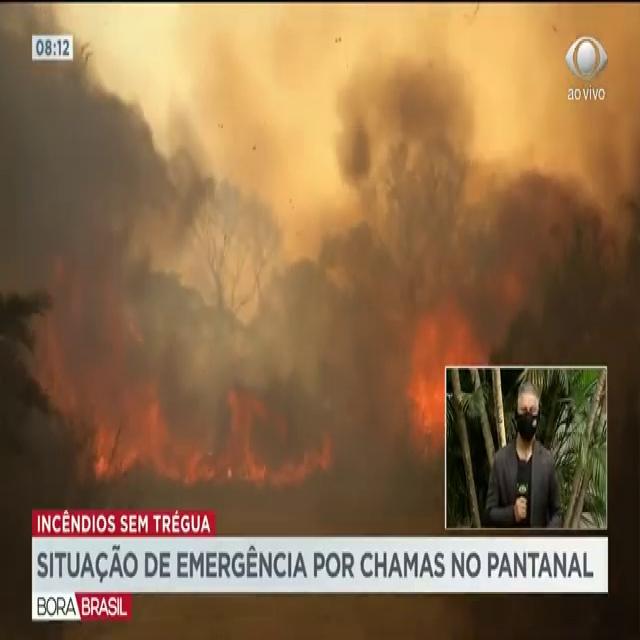 08:12
ao vivo
INCÊNDIOS SEM TRÉGUA
SITUAÇÃO DE EMERGÊNCIA POR CHAMAS NO PANTANAL
BORA BRASIL